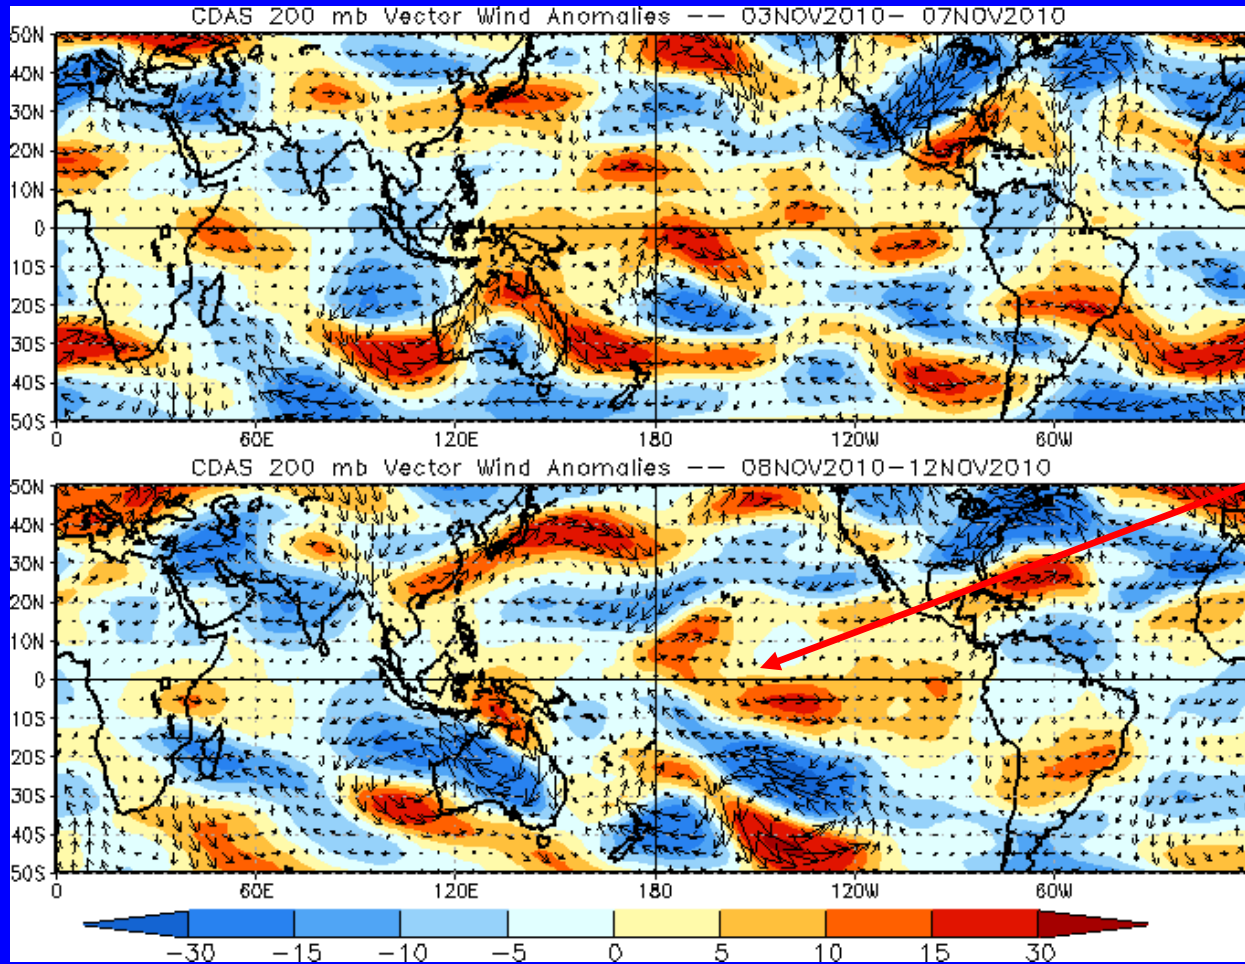 CDAS 200 mb Vector Wind Anomalies -- 03NOV2010- 07NOV2010
50N
40N
30N
20N
10N
0
10S
20S
30S
40S
50S
0 60E 120E 180 120W 60W
CDAS 200 mb Vector Wind Anomalies -- 08NOV2010-12NOV2010
50N
40N
30N
20N
10N
0
10S
20S
30S
40S
50S
0 60E 120E 180 120W 60W
-30 -15 -10 -5 0 5 10 15 30